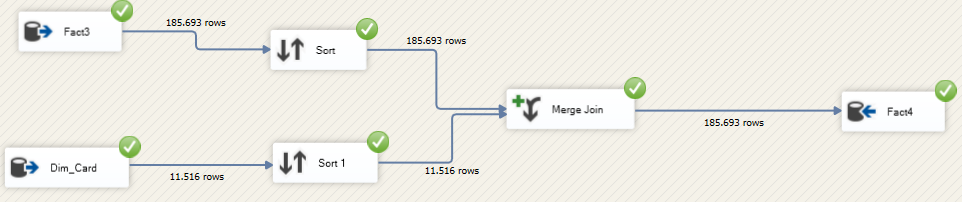 Fact3
185.693 rows
Sort
185.693 rows
Merge Join
185.693 rows
Fact4
Dim_Card
11.516 rows
Sort 1
11.516 rows